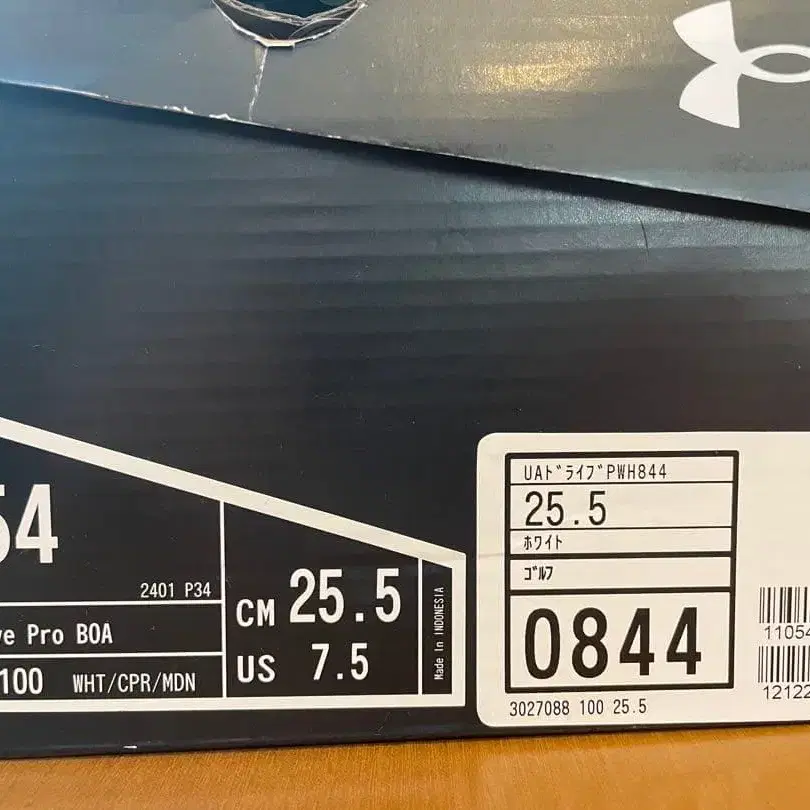 54
2401 P34
ve Pro BOA
100 WHT/CPR/MDN
CM 25.5
US 7.5
Made In INDONESIA
UAドライブPWH844
25.5
ホワイト
ゴルフ
0844
3027088 100 25.5
11054
12122